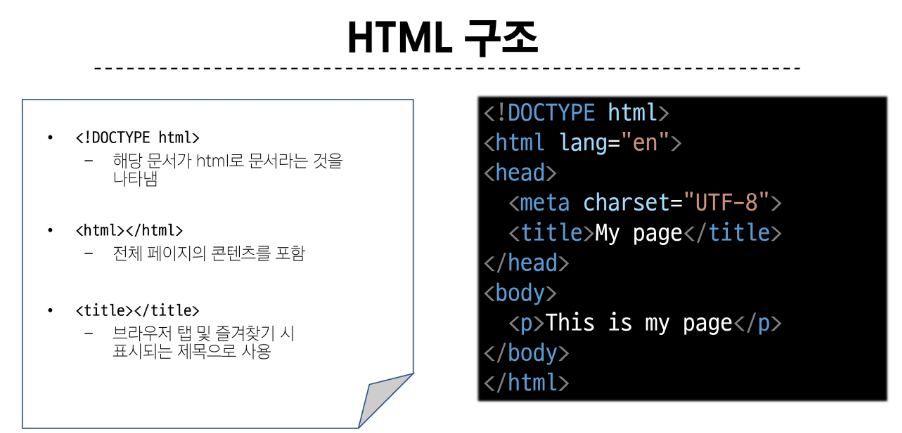 HTML 구조
• <!DOCTYPE html>
– 해당 문서가 html로 문서라는 것을
나타냄
• <html></html>
– 전체 페이지의 콘텐츠를 포함
• <title></title>
– 브라우저 탭 및 즐겨찾기 시
표시되는 제목으로 사용
<!DOCTYPE html>
<html lang="en">
<head>
  <meta charset="UTF-8">
  <title>My page</title>
</head>
<body>
  <p>This is my page</p>
</body>
</html>